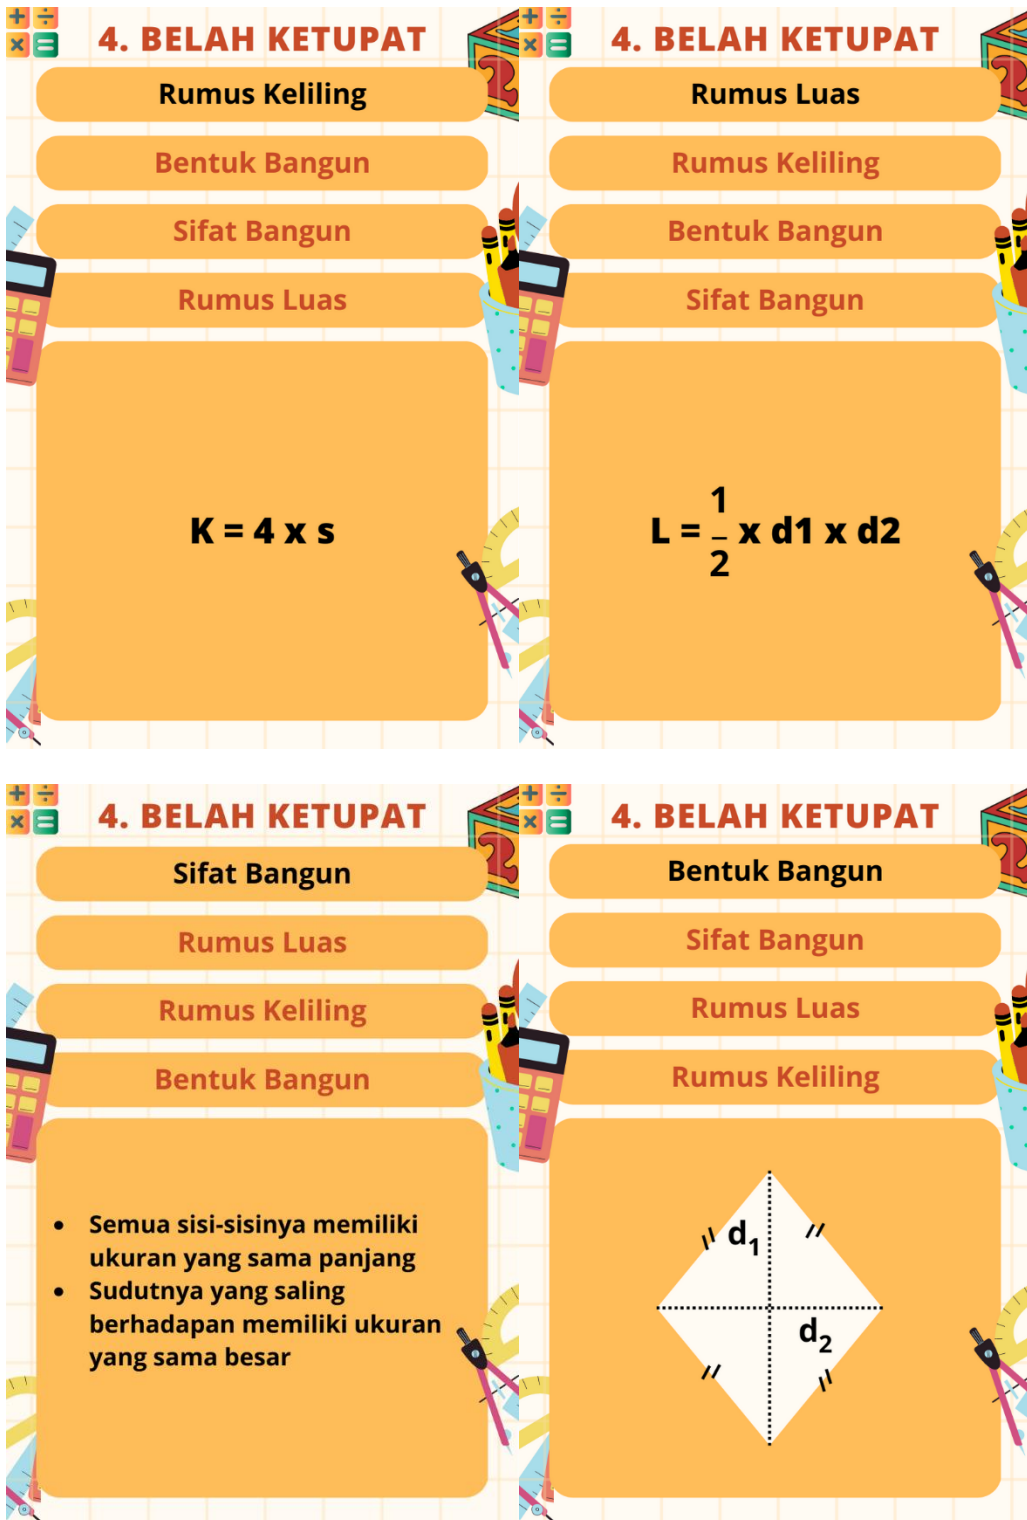 4. BELAH KETUPAT
Rumus Keliling
Bentuk Bangun
Sifat Bangun
Rumus Luas
K = 4 x s
4. BELAH KETUPAT
Rumus Luas
Rumus Keliling
Bentuk Bangun
Sifat Bangun
L = 1/2 x d1 x d2
4. BELAH KETUPAT
Sifat Bangun
Rumus Luas
Rumus Keliling
Bentuk Bangun
• Semua sisi-sisinya memiliki
ukuran yang sama panjang
• Sudutnya yang saling
berhadapan memiliki ukuran
yang sama besar
4. BELAH KETUPAT
Bentuk Bangun
Sifat Bangun
Rumus Luas
Rumus Keliling
d₁
d₂